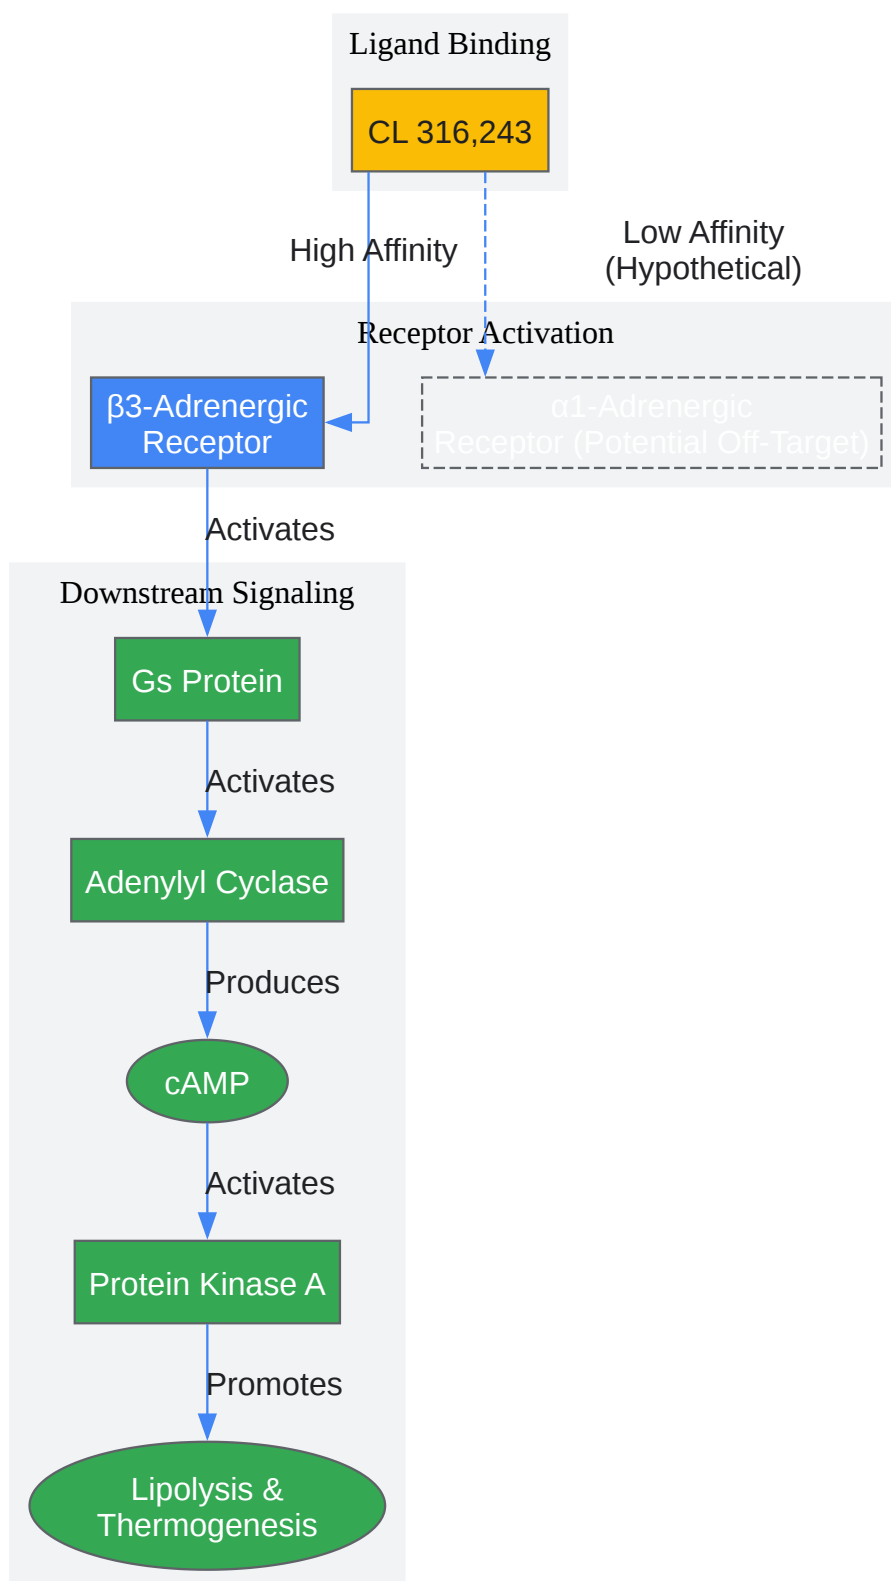 Ligand Binding
CL 316,243
High Affinity
Low Affinity
(Hypothetical)
Receptor Activation
β3-Adrenergic
Receptor
α1-Adrenergic
Receptor (Potential Off-Target)
Activates
Downstream Signaling
Gs Protein
Activates
Adenylyl Cyclase
Produces
cAMP
Activates
Protein Kinase A
Promotes
Lipolysis &
Thermogenesis